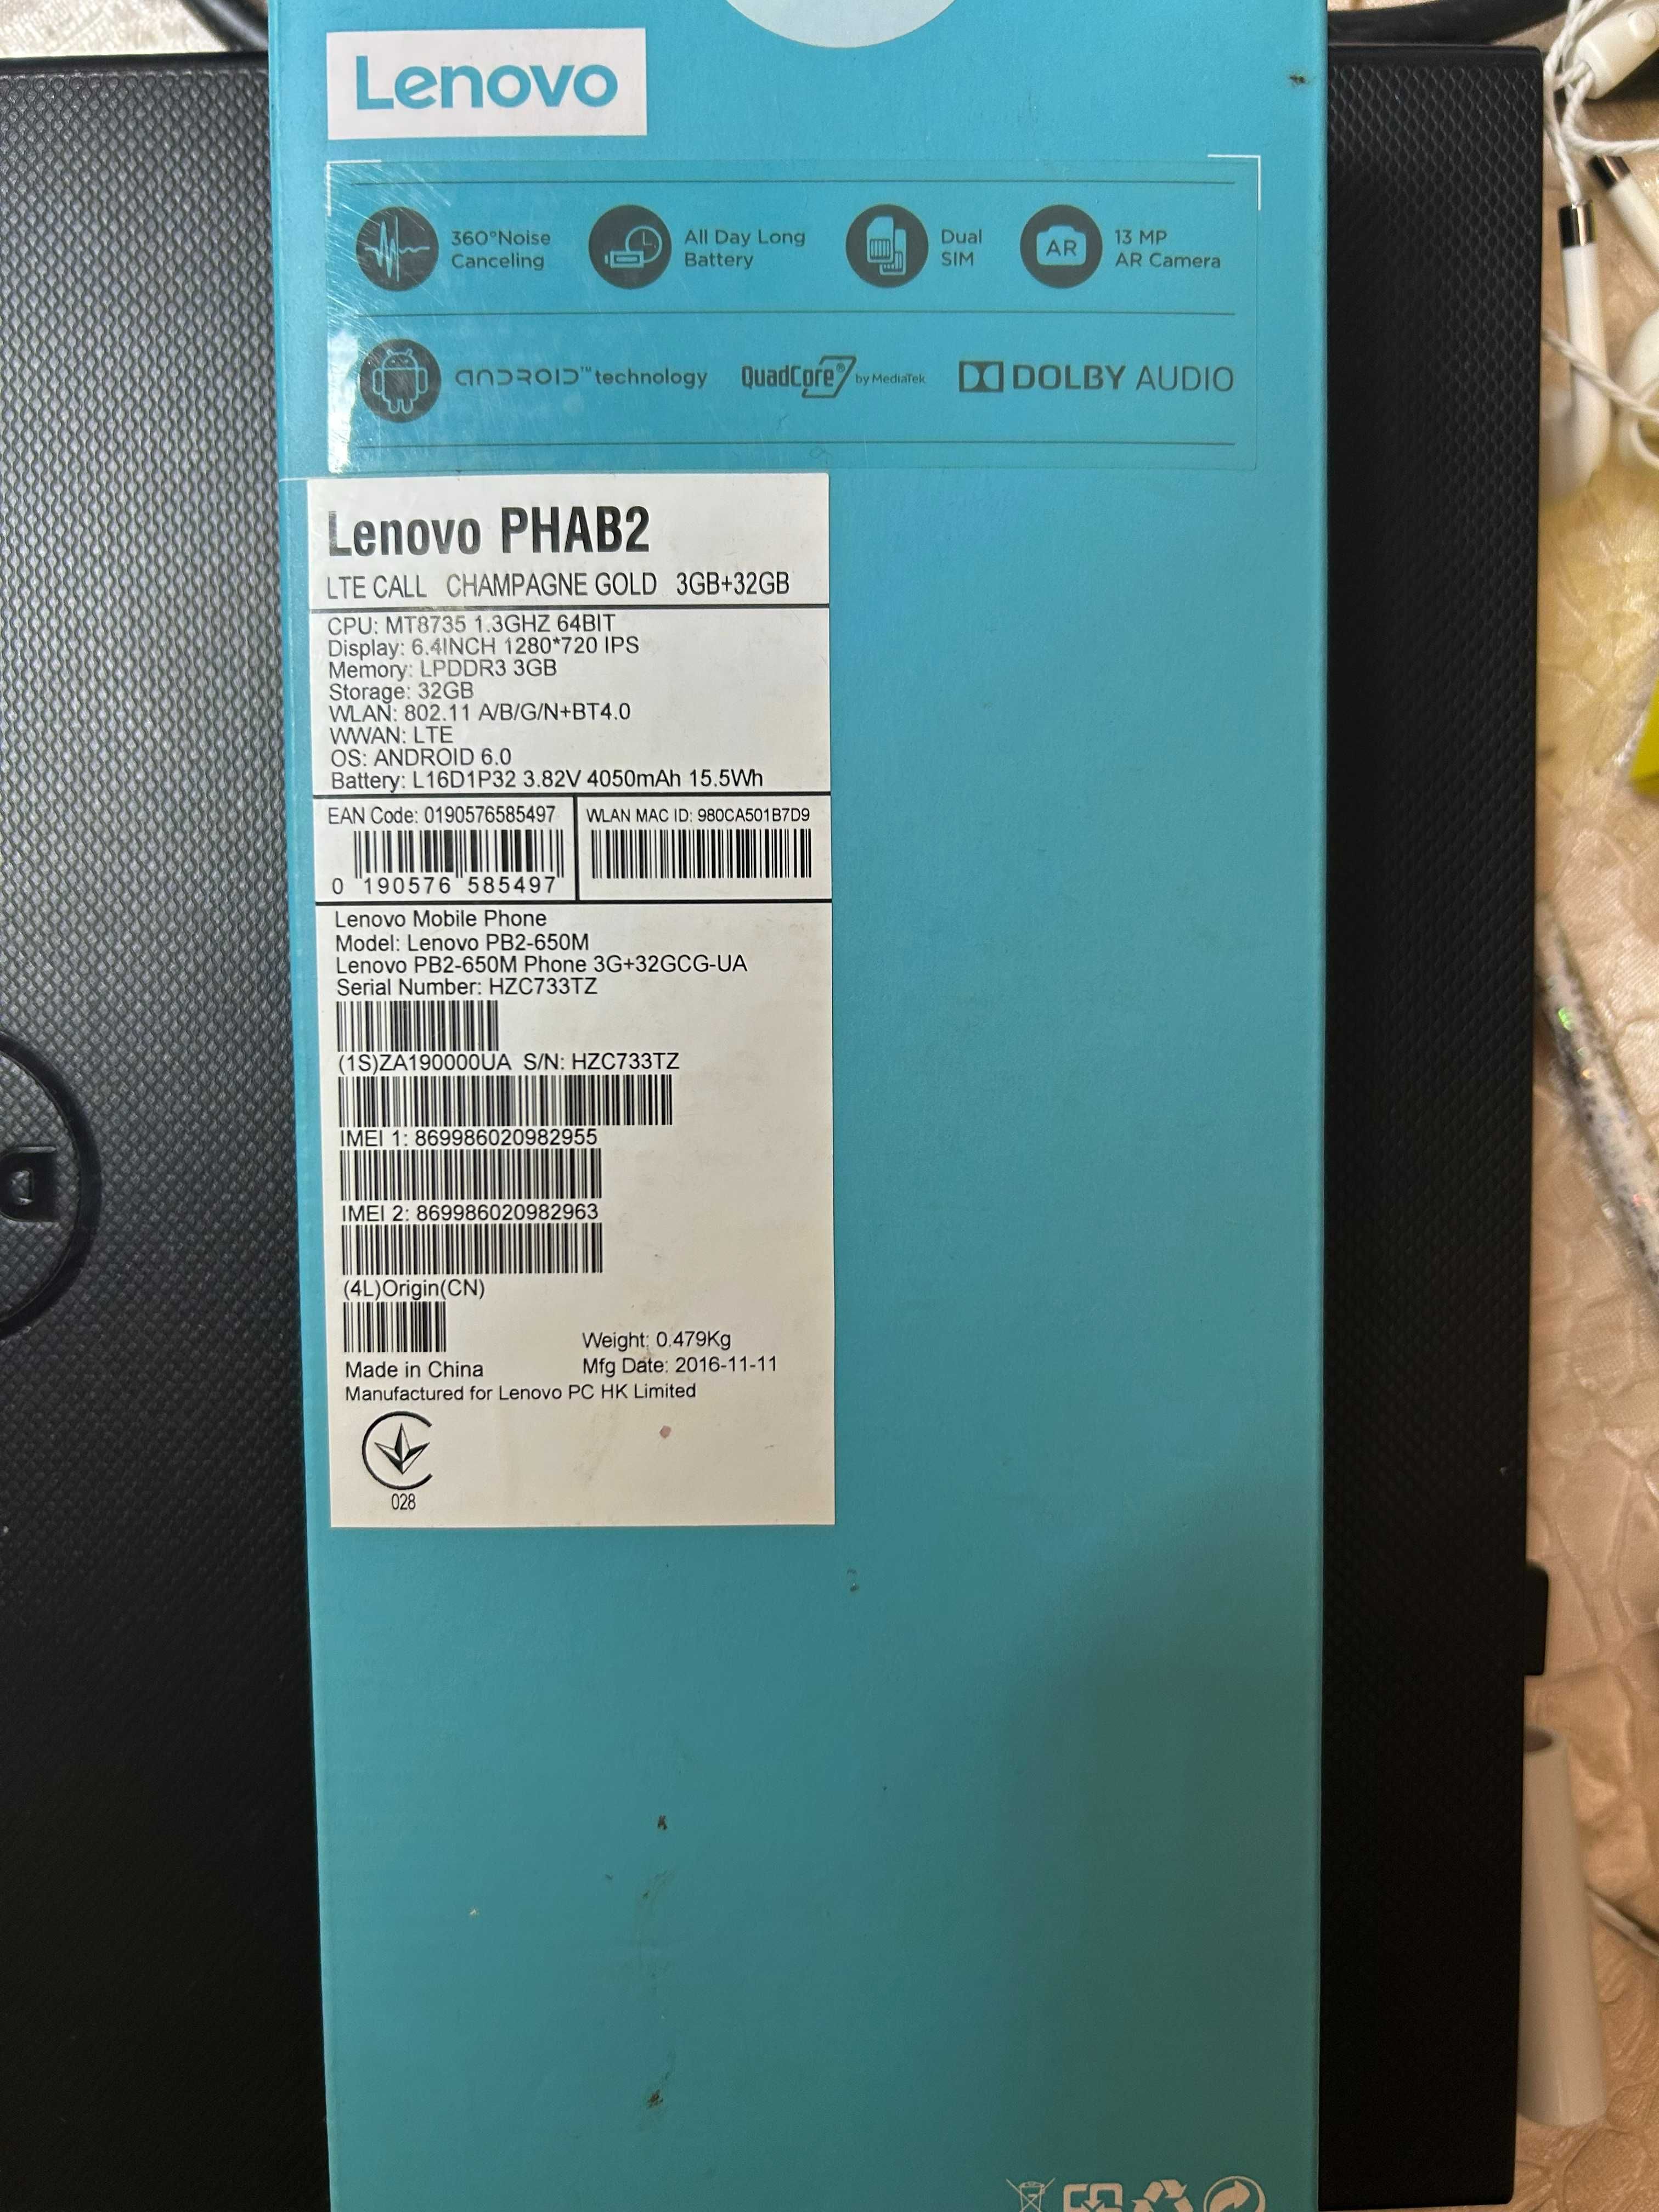 Lenovo
360°Noise Canceling
All Day Long Battery
Dual SIM
AR
13 MP AR Camera
ANDROID™ technology
QuadCore® by MediaTek
DOLBY AUDIO
Lenovo PHAB2
LTE CALL CHAMPAGNE GOLD 3GB+32GB
CPU: MT8735 1.3GHZ 64BIT
Display: 6.4INCH 1280*720 IPS
Memory: LPDDR3 3GB
Storage: 32GB
WLAN: 802.11 A/B/G/N+BT4.0
WWAN: LTE
OS: ANDROID 6.0
Battery: L16D1P32 3.82V 4050mAh 15.5Wh
EAN Code: 0190576585497
0 190576 585497
WLAN MAC ID: 980CA501B7D9
Lenovo Mobile Phone
Model: Lenovo PB2-650M
Lenovo PB2-650M Phone 3G+32GCG-UA
Serial Number: HZC733TZ
(1S)ZA190000UA S/N: HZC733TZ
IMEI 1: 869986020982955
IMEI 2: 869986020982963
(4L)Origin(CN)
Weight: 0.479Kg
Made in China
Mfg Date: 2016-11-11
Manufactured for Lenovo PC HK Limited
028